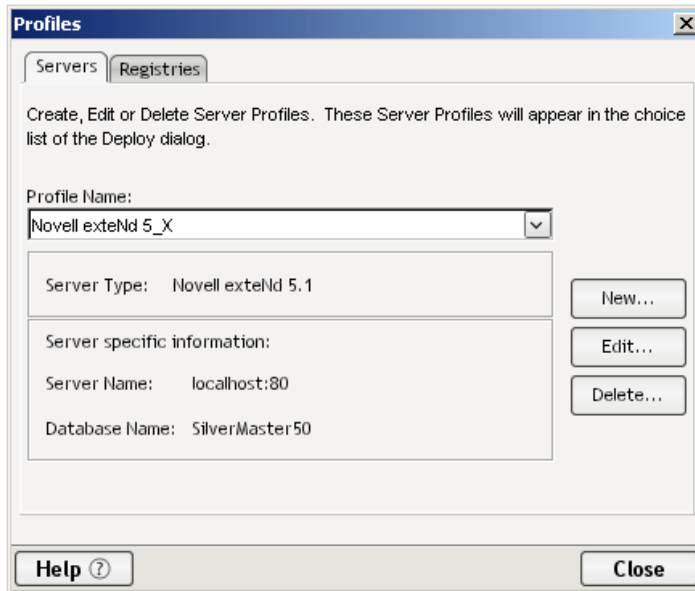 Profiles
Servers
Registries
Create, Edit or Delete Server Profiles. These Server Profiles will appear in the choice
list of the Deploy dialog.
Profile Name:
Novell exteNd 5_X
Server Type: Novell exteNd 5.1
New...
Server specific information:
Edit...
Server Name: localhost:80
Delete...
Database Name: SilverMaster50
Help ?
Close